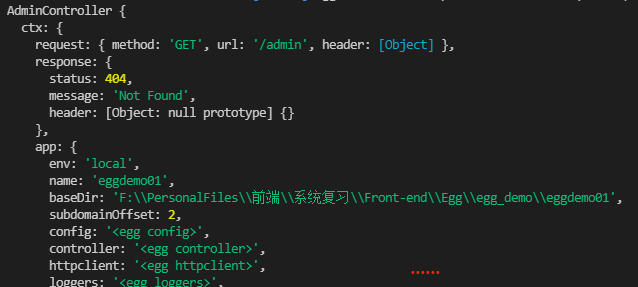 AdminController {
  ctx: {
    request: { method: 'GET', url: '/admin', header: [Object] },
    response: {
      status: 404,
      message: 'Not Found',
      header: [Object: null prototype] {}
    },
    app: {
      env: 'local',
      name: 'eggdemo01',
      baseDir: 'F:\\PersonalFiles\\前端\\系统复习\\Front-end\\Egg\\egg_demo\\eggdemo01',
      subdomainOffset: 2,
      config: '<egg config>',
      controller: '<egg controller>',
      httpclient: '<egg httpclient>',
      loggers: '<egg loggers>',
......